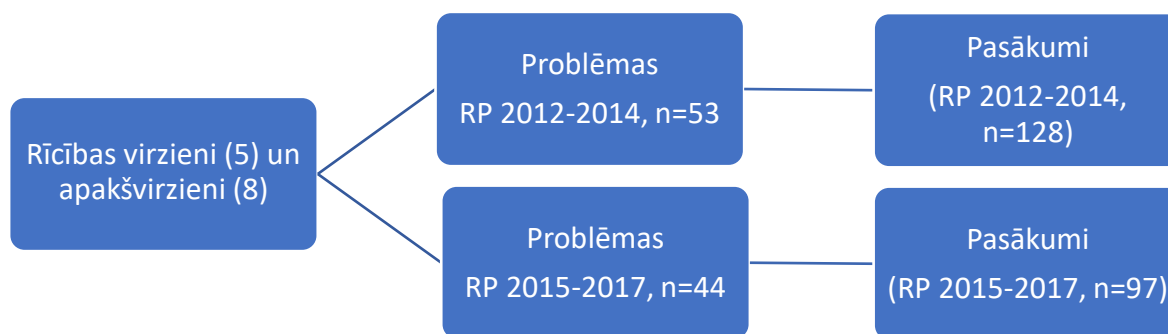 Rīcības virzieni (5) un
apakšvirzieni (8)
Problēmas
RP 2012-2014, n=53
Pasākumi
(RP 2012-2014,
n=128)
Problēmas
RP 2015-2017, n=44
Pasākumi
(RP 2015-2017, n=97)